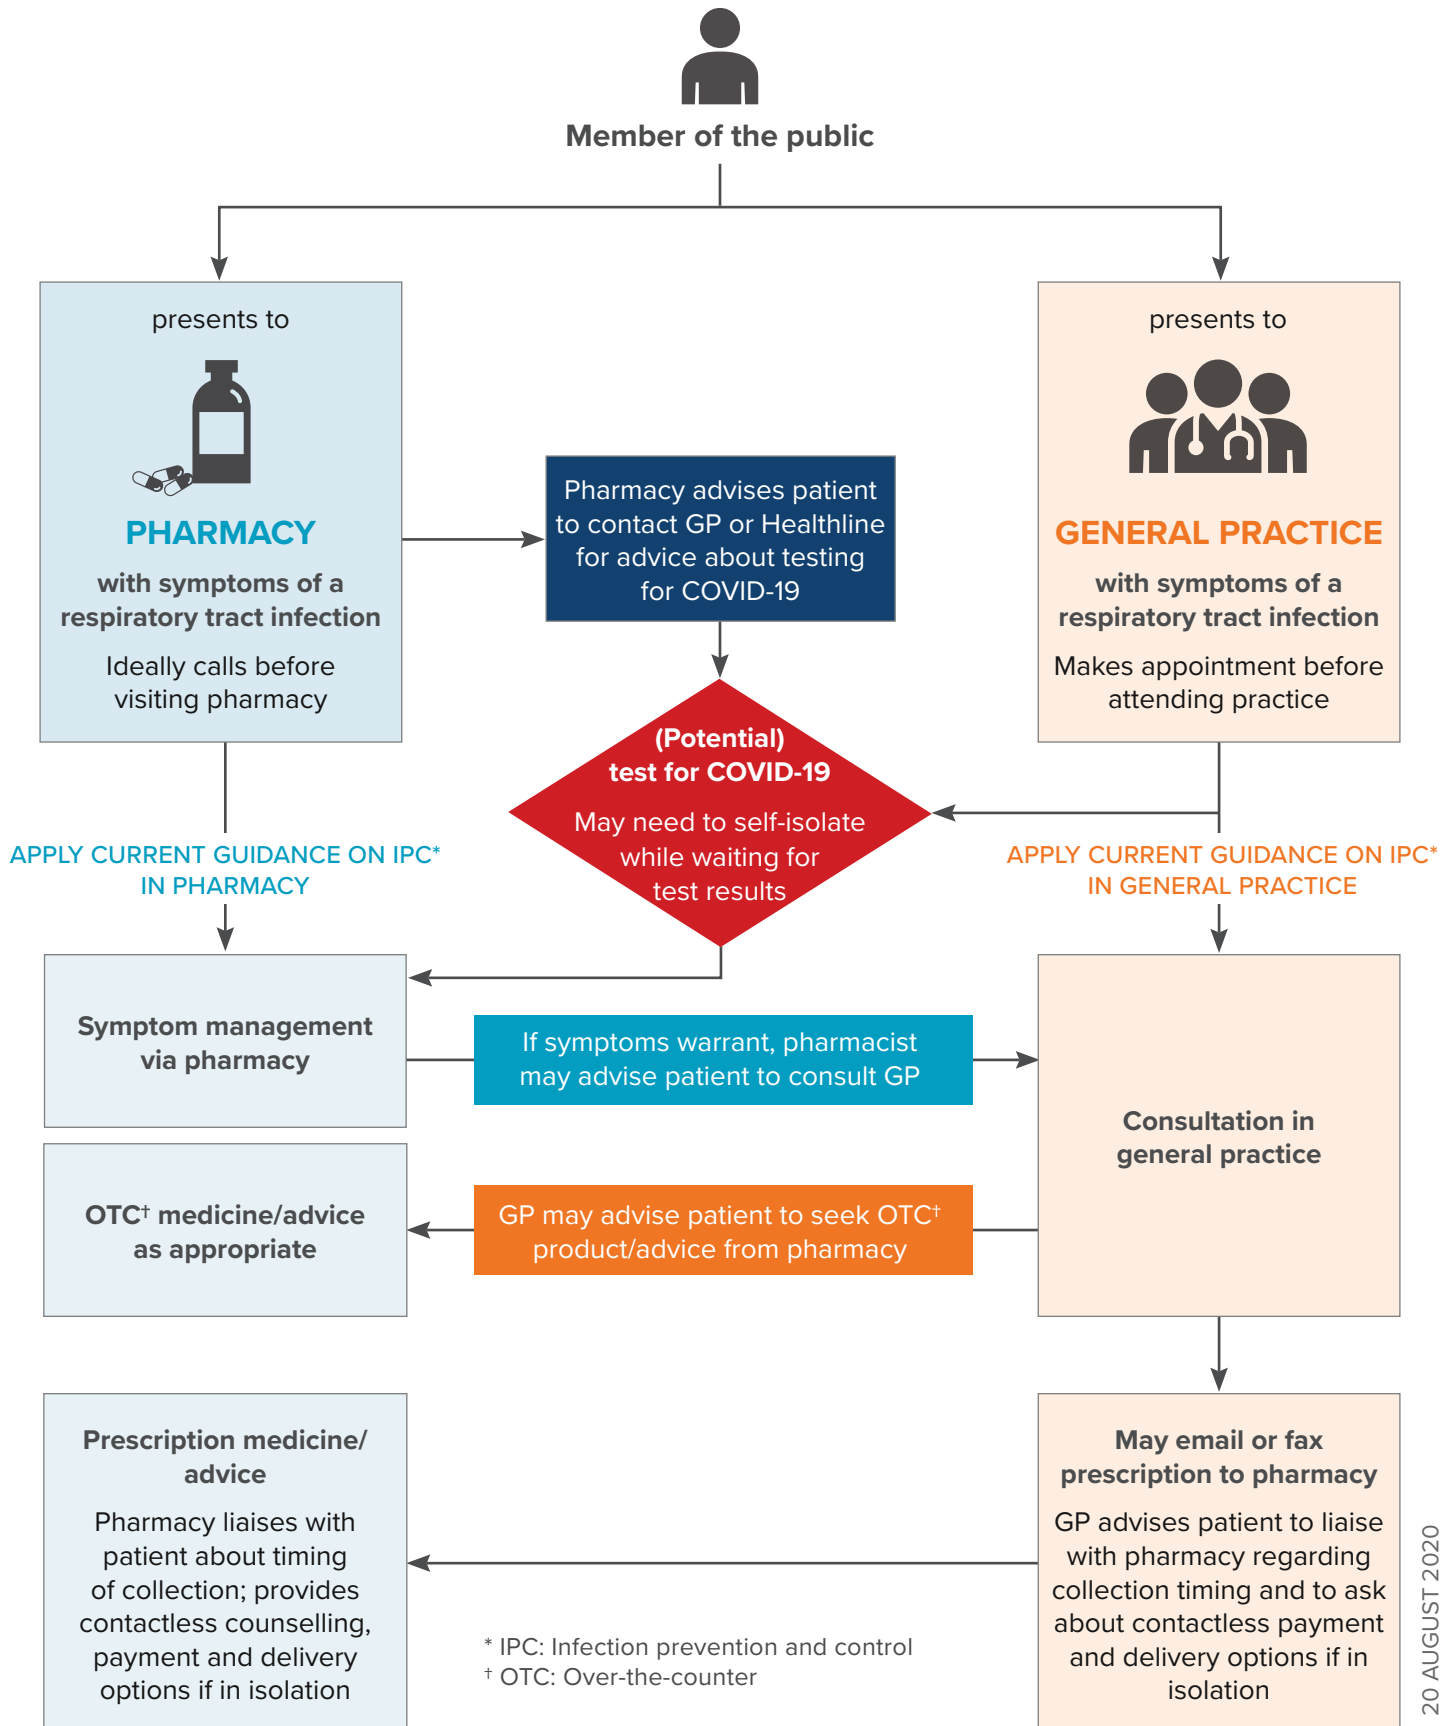 Member of the public
presents to
PHARMACY
with symptoms of a
respiratory tract infection
Ideally calls before
visiting pharmacy
Pharmacy advises patient
to contact GP or Healthline
for advice about testing
for COVID-19
presents to
GENERAL PRACTICE
with symptoms of a
respiratory tract infection
Makes appointment before
attending practice
(Potential)
test for COVID-19
May need to self-isolate
while waiting for
test results
APPLY CURRENT GUIDANCE ON IPC*
IN PHARMACY
APPLY CURRENT GUIDANCE ON IPC*
IN GENERAL PRACTICE
Symptom management
via pharmacy
If symptoms warrant, pharmacist
may advise patient to consult GP
Consultation in
general practice
OTC† medicine/advice
as appropriate
GP may advise patient to seek OTC†
product/advice from pharmacy
Prescription medicine/
advice
Pharmacy liaises with
patient about timing
of collection; provides
contactless counselling,
payment and delivery
options if in isolation
May email or fax
prescription to pharmacy
GP advises patient to liaise
with pharmacy regarding
collection timing and to ask
about contactless payment
and delivery options if in
isolation
* IPC: Infection prevention and control
† OTC: Over-the-counter
20 AUGUST 2020